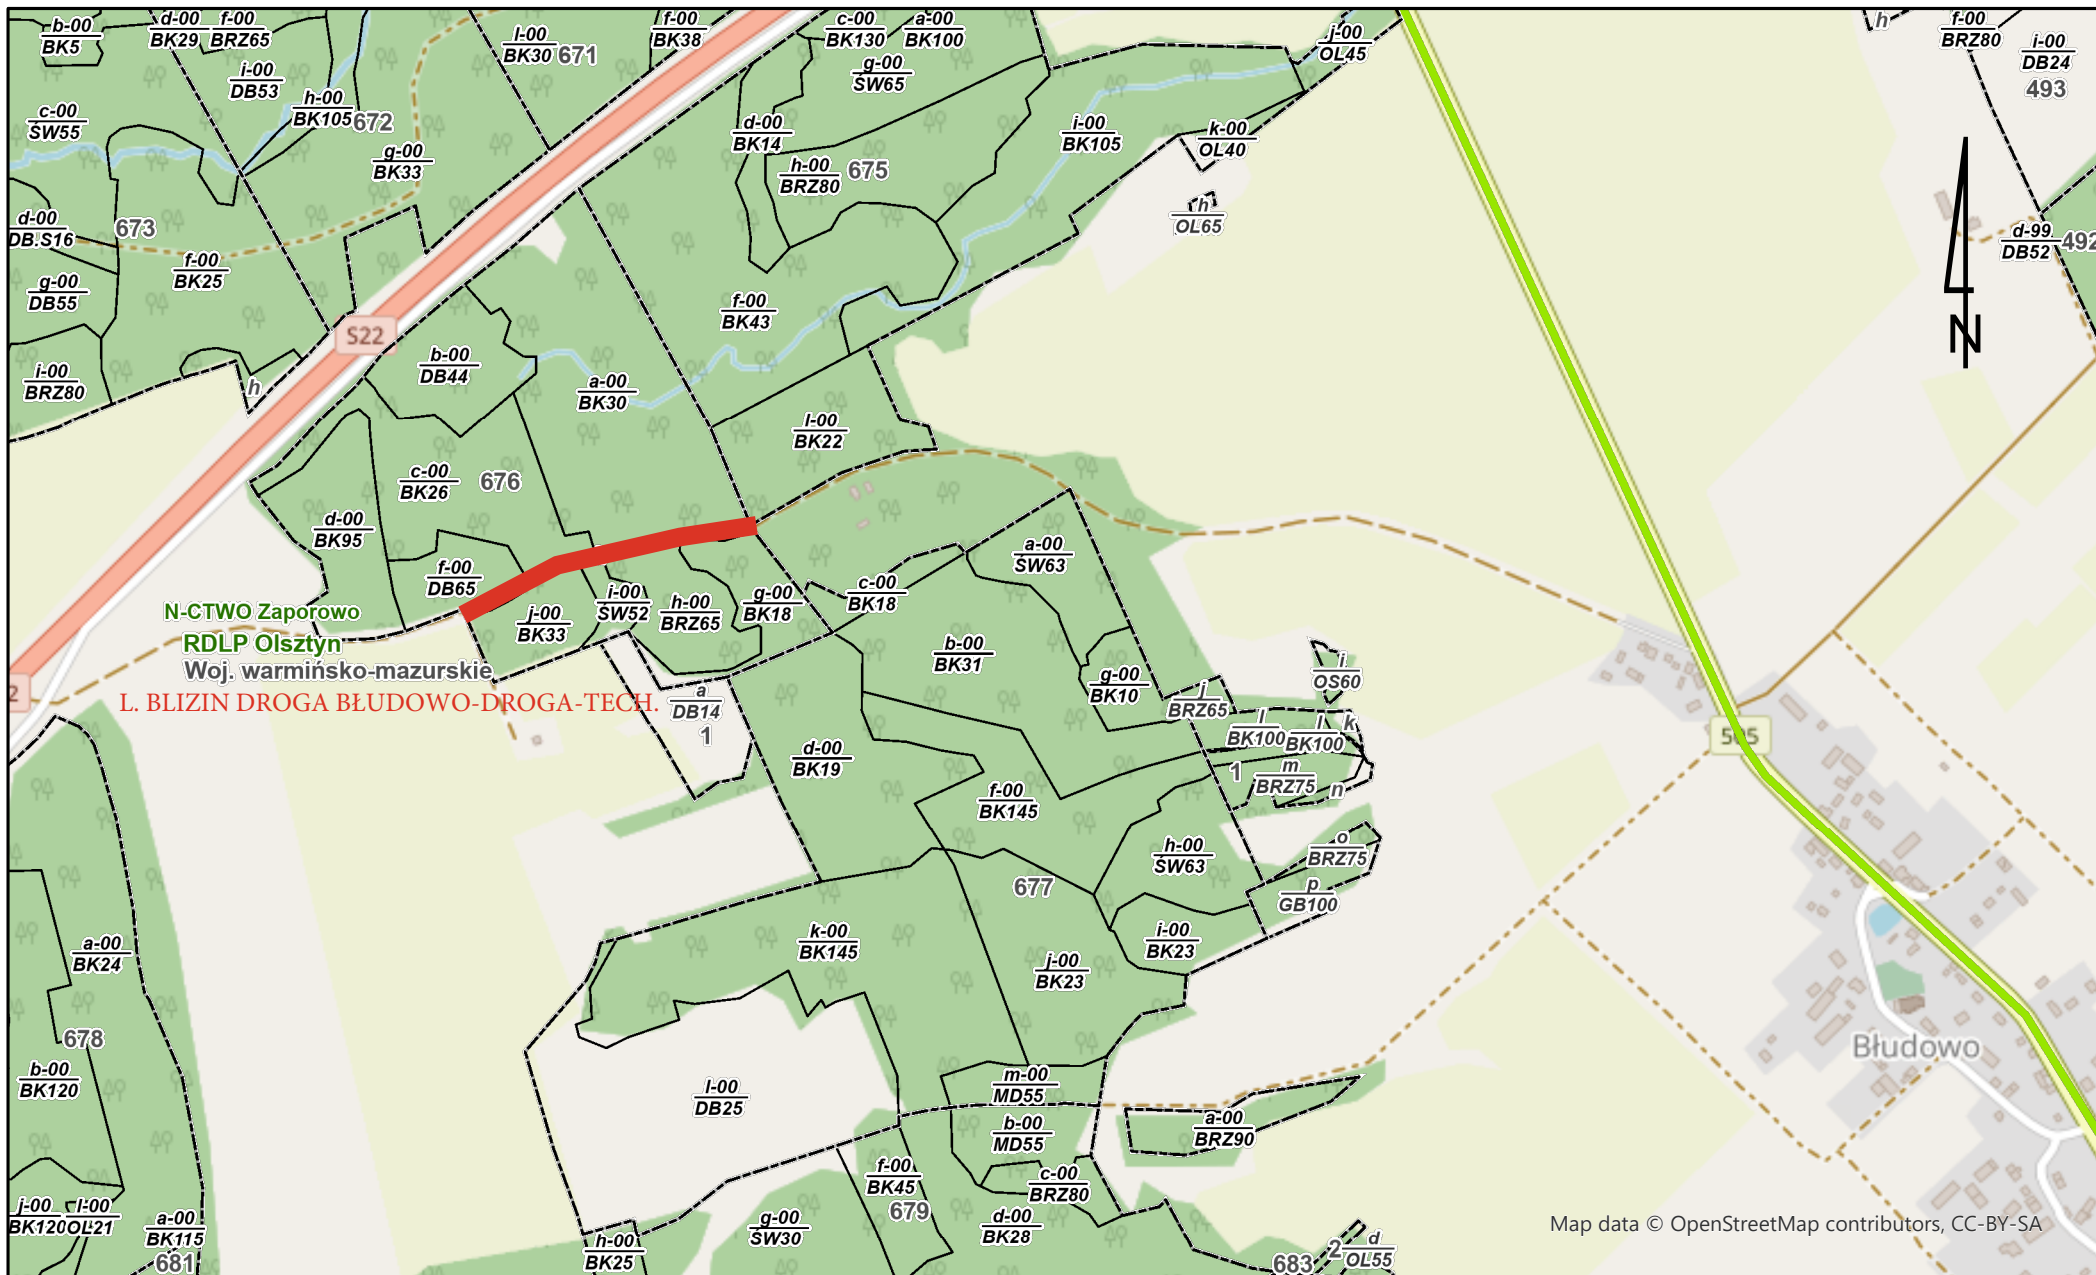 b-00
BK5
d-00
BK29
f-00
BRZ65
l-00
BK30
671
f-00
BK38
c-00
BK130
a-00
BK100
j-00
OL45
h
f-00
BRZ80
i-00
DB24
493
i-00
DB53
g-00
ŚW65
c-00
ŚW55
h-00
BK105
672
d-00
BK14
i-00
BK105
k-00
OL40
g-00
BK33
h-00
BRZ80
675
h
OL65
d-00
DB.S16
673
d-99
DB52
492
f-00
BK25
g-00
DB55
f-00
BK43
N
S22
b-00
DB44
i-00
BRZ80
h
a-00
BK30
l-00
BK22
c-00
BK26
676
d-00
BK95
a-00
ŚW63
f-00
DB65
c-00
BK18
i-00
ŚW52
h-00
BRZ65
g-00
BK18
j-00
BK33
N-CTWO Zaporowo
RDLP Olsztyn
Woj. warmińsko-mazurskie
L. BLIZIN DROGA BŁUDOWO-DROGA-TECH.
2
b-00
BK31
g-00
BK10
i
OS60
a
DB14
1
j
BRZ65
l
BK100
l
BK100
k
505
d-00
BK19
1
m
BRZ75
n
f-00
BK145
h-00
ŚW63
o
BRZ75
677
p
GB100
k-00
BK145
i-00
BK23
a-00
BK24
j-00
BK23
678
Błudowo
b-00
BK120
l-00
DB25
m-00
MD55
b-00
MD55
a-00
BRZ90
f-00
BK45
c-00
BRZ80
679
j-00
BK120
l-00
OL21
a-00
BK115
681
g-00
ŚW30
d-00
BK28
h-00
BK25
683
2
d
OL55
Map data © OpenStreetMap contributors, CC-BY-SA